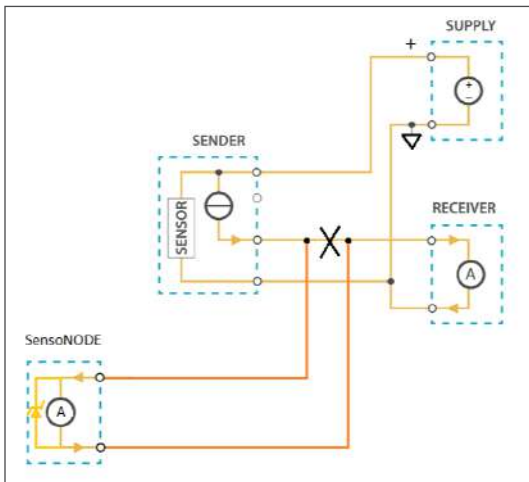 SUPPLY
+
+
−
SENDER
SENSOR
RECEIVER
A
SensoNODE
A